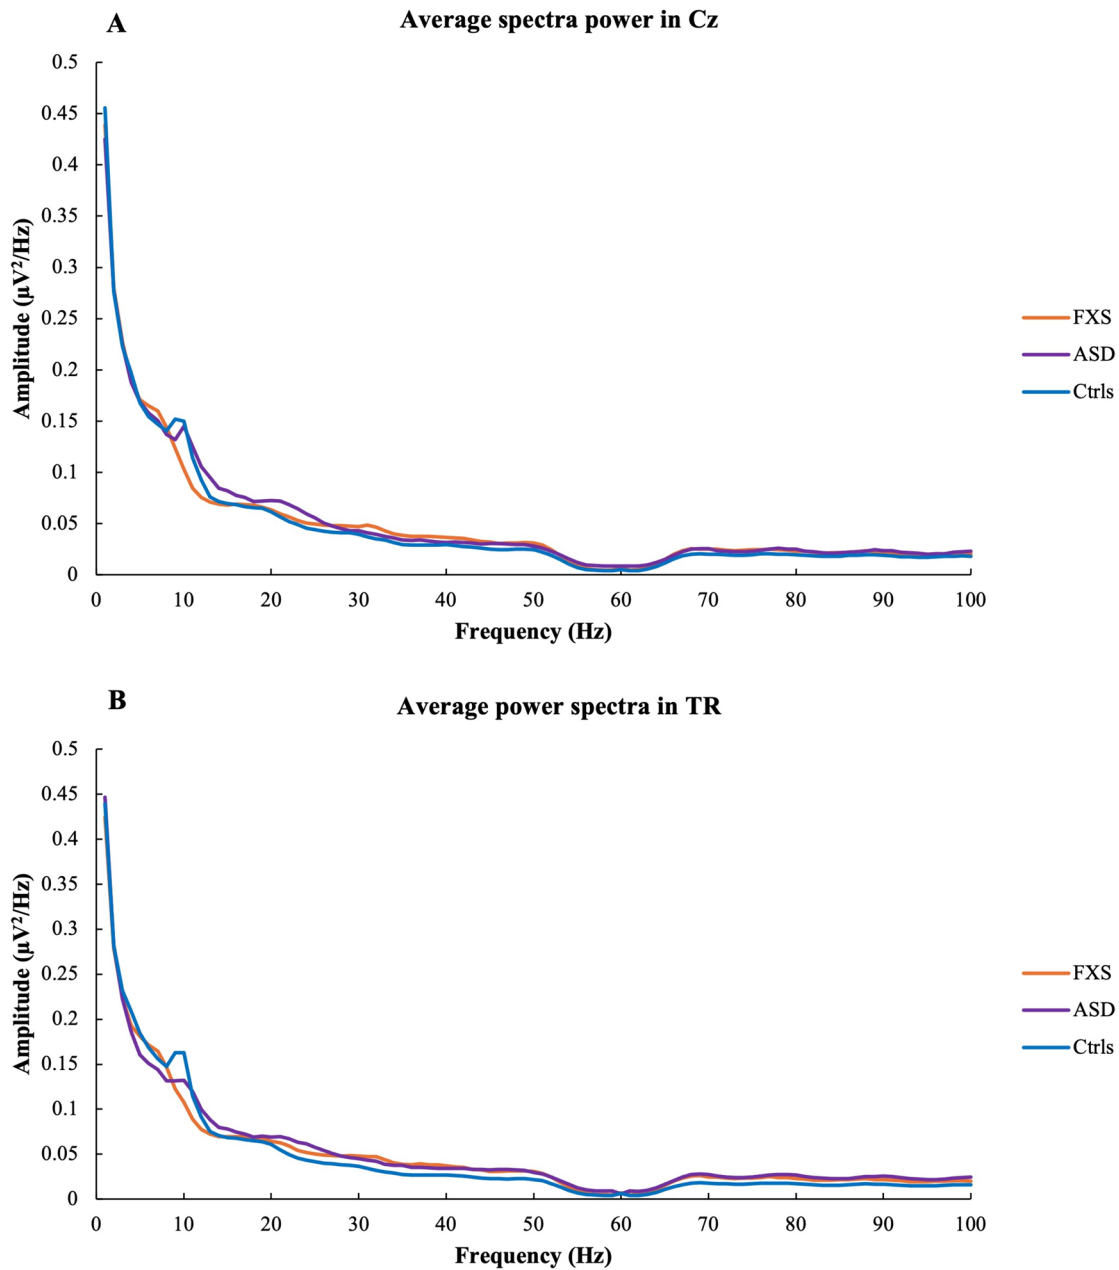 A
Average spectra power in Cz
0.5
0.45
0.4
0.35
0.3
0.25
0.2
0.15
0.1
0.05
0
Amplitude (µV²/Hz)
0 10 20 30 40 50 60 70 80 90 100
Frequency (Hz)
FXS
ASD
Ctrls
B
Average power spectra in TR
0.5
0.45
0.4
0.35
0.3
0.25
0.2
0.15
0.1
0.05
0
Amplitude (µV²/Hz)
0 10 20 30 40 50 60 70 80 90 100
Frequency (Hz)
FXS
ASD
Ctrls